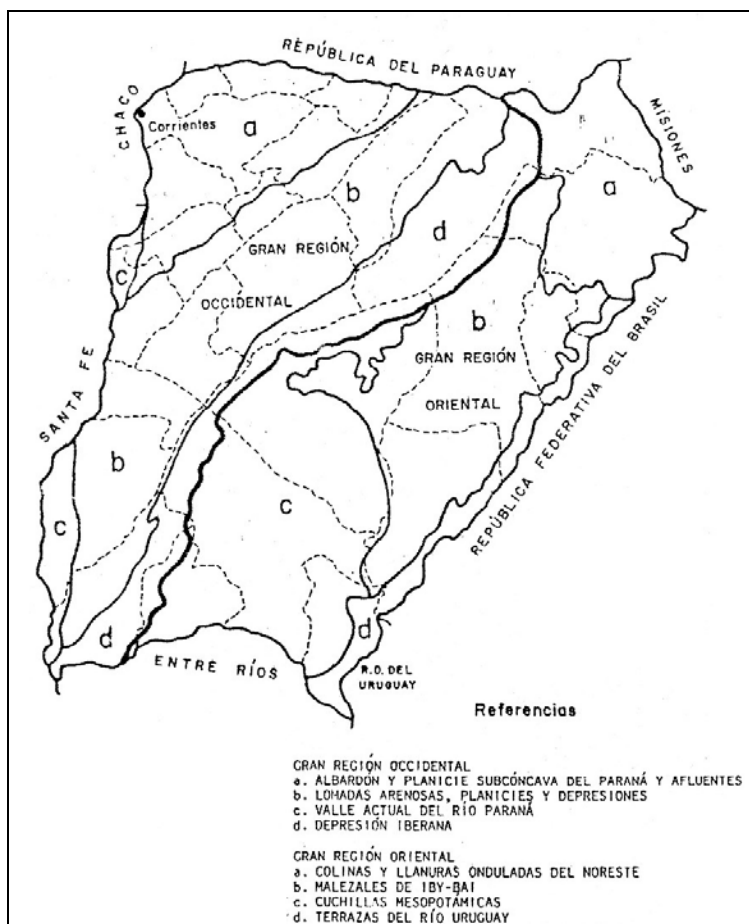 REPÚBLICA DEL PARAGUAY
CHACO
Corrientes
MISIONES
a
a
b
d
c
GRAN REGIÓN
OCCIDENTAL
b
GRAN REGIÓN
ORIENTAL
SANTA FE
REPÚBLICA FEDERATIVA DEL BRASIL
b
c
c
d
d
ENTRE RÍOS
R.O. DEL
URUGUAY
Referencias
GRAN REGIÓN OCCIDENTAL
a. ALBARDÓN Y PLANICIE SUBCÓNCAVA DEL PARANÁ Y AFLUENTES
b. LOMADAS ARENOSAS, PLANICIES Y DEPRESIONES
c. VALLE ACTUAL DEL RÍO PARANÁ
d. DEPRESIÓN IBERANA
GRAN REGIÓN ORIENTAL
a. COLINAS Y LLANURAS ONDULADAS DEL NORESTE
b. MALEZALES DE IBY-BAI
c. CUCHILLAS MESOPOTÁMICAS
d. TERRAZAS DEL RÍO URUGUAY